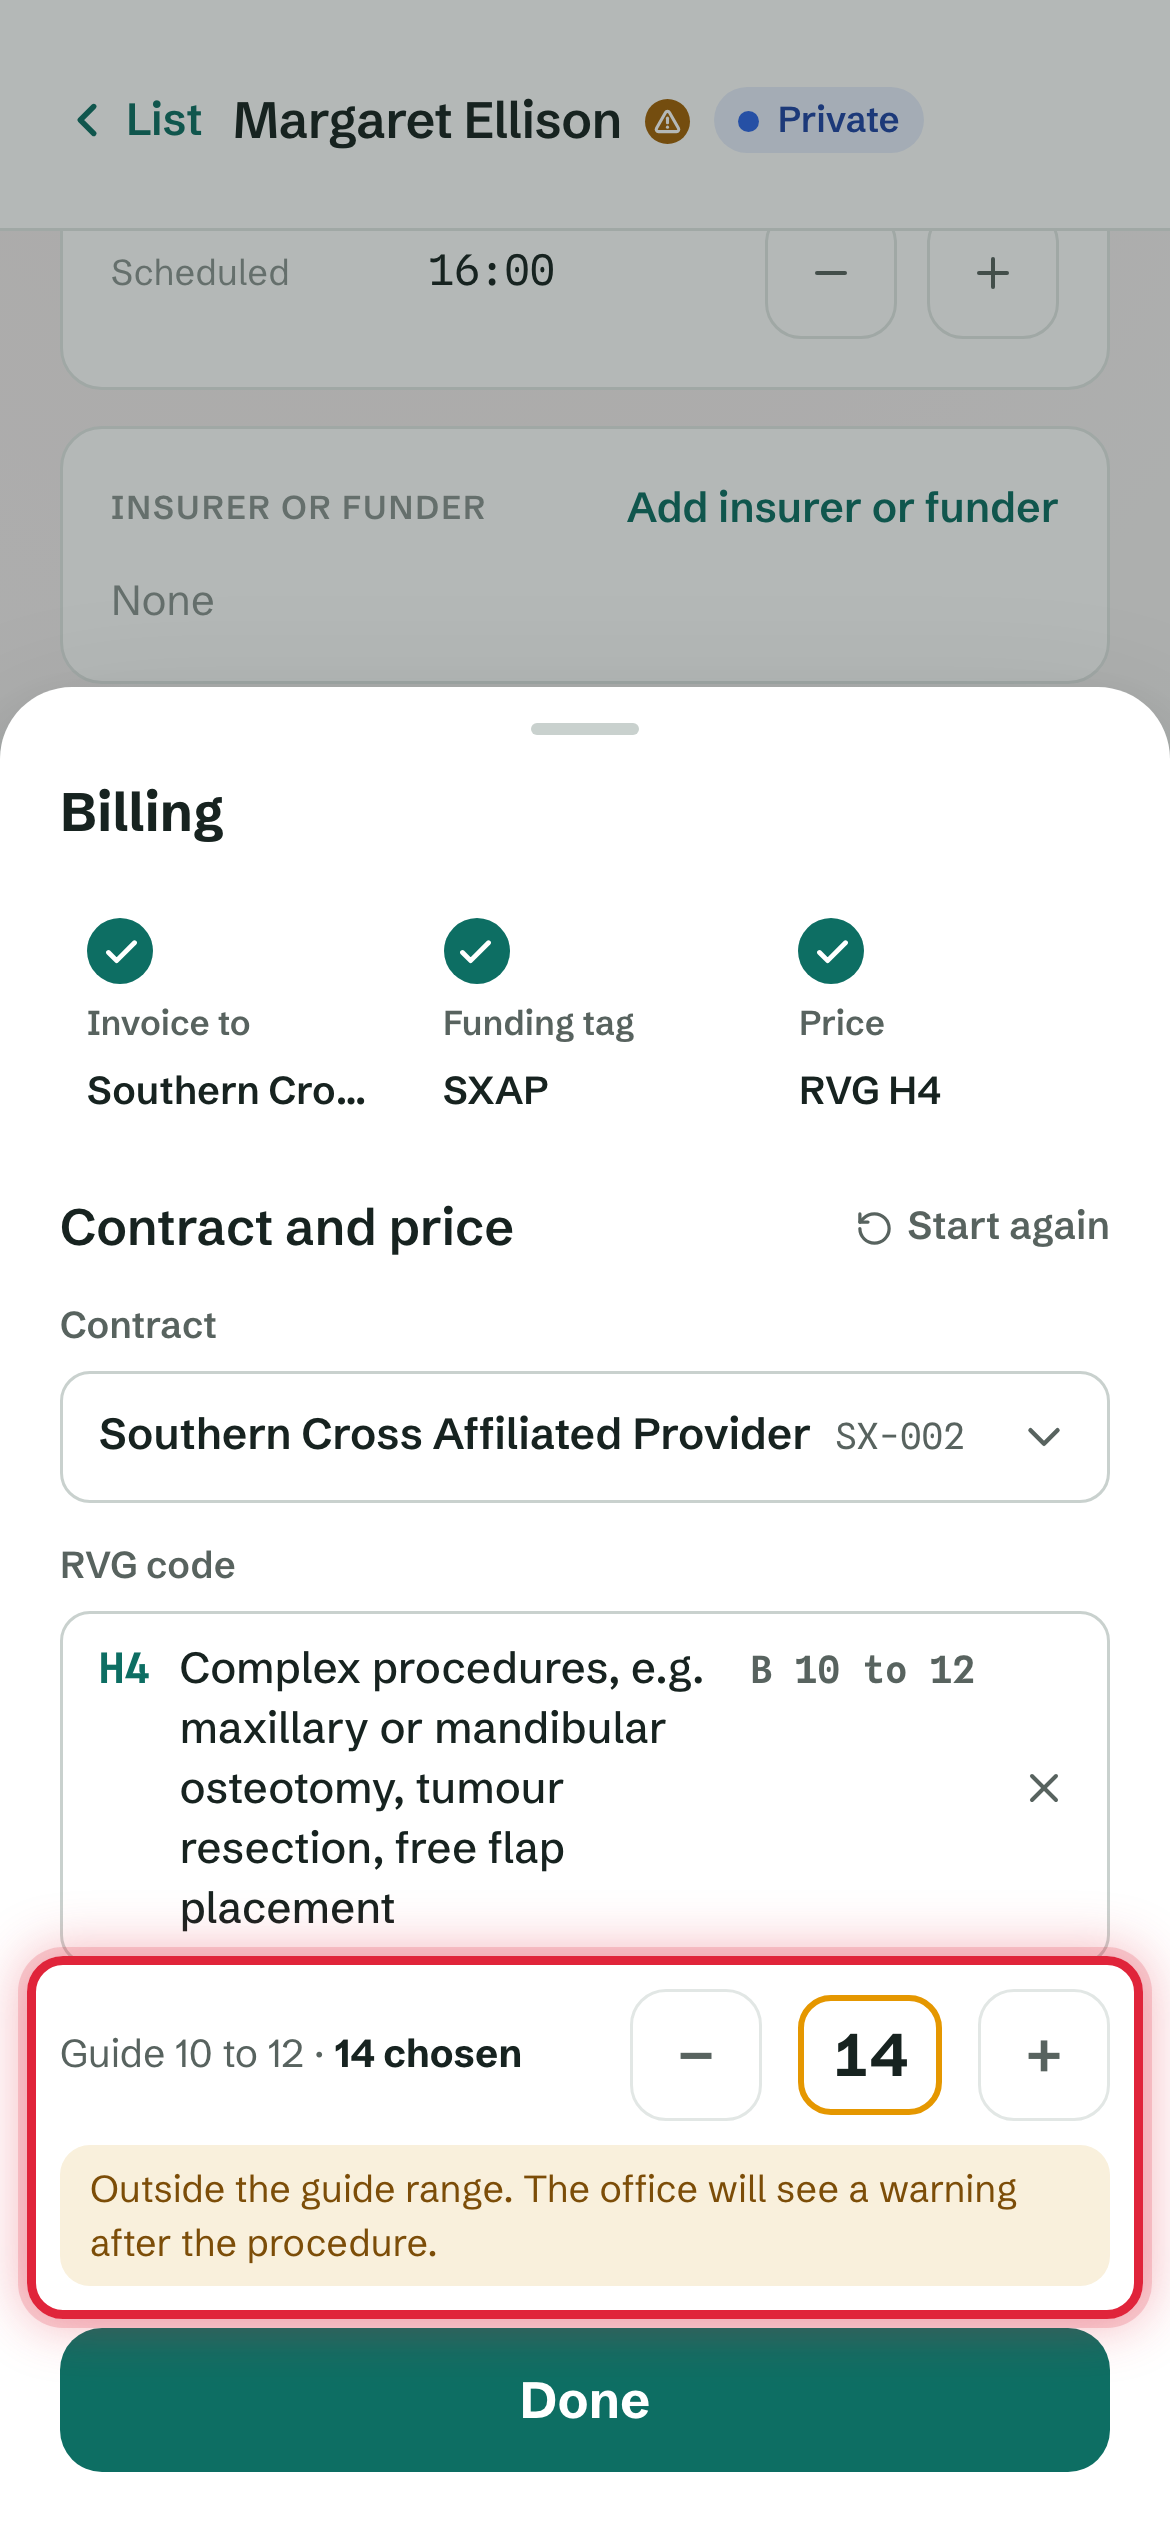 List Margaret Ellison Private
Scheduled 16:00 − +
INSURER OR FUNDER Add insurer or funder
None
Billing
Invoice to Funding tag Price
Southern Cro... SXAP RVG H4
Contract and price Start again
Contract
Southern Cross Affiliated Provider SX-002
RVG code
H4 Complex procedures, e.g. B 10 to 12
maxillary or mandibular
osteotomy, tumour
resection, free flap
placement
Guide 10 to 12 · 14 chosen − 14 +
Outside the guide range. The office will see a warning
after the procedure.
Done